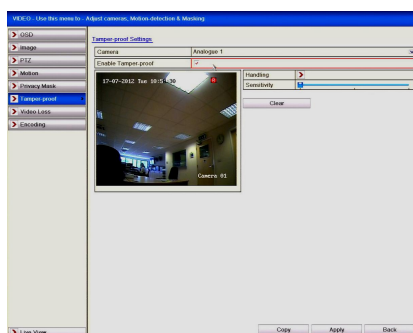 VIDEO - Use this menu to - Adjust cameras, Motion-detection & Masking
OSD
Image
PTZ
Motion
Privacy Mask
Tamper-proof
Video Loss
Encoding
Live View
Tamper-proof Settings
Camera Analogue 1
Enable Tamper-proof
17-07-2012 Tue 10:5 :30
Camera 01
Handling
Sensitivity
Clear
Copy Apply Back